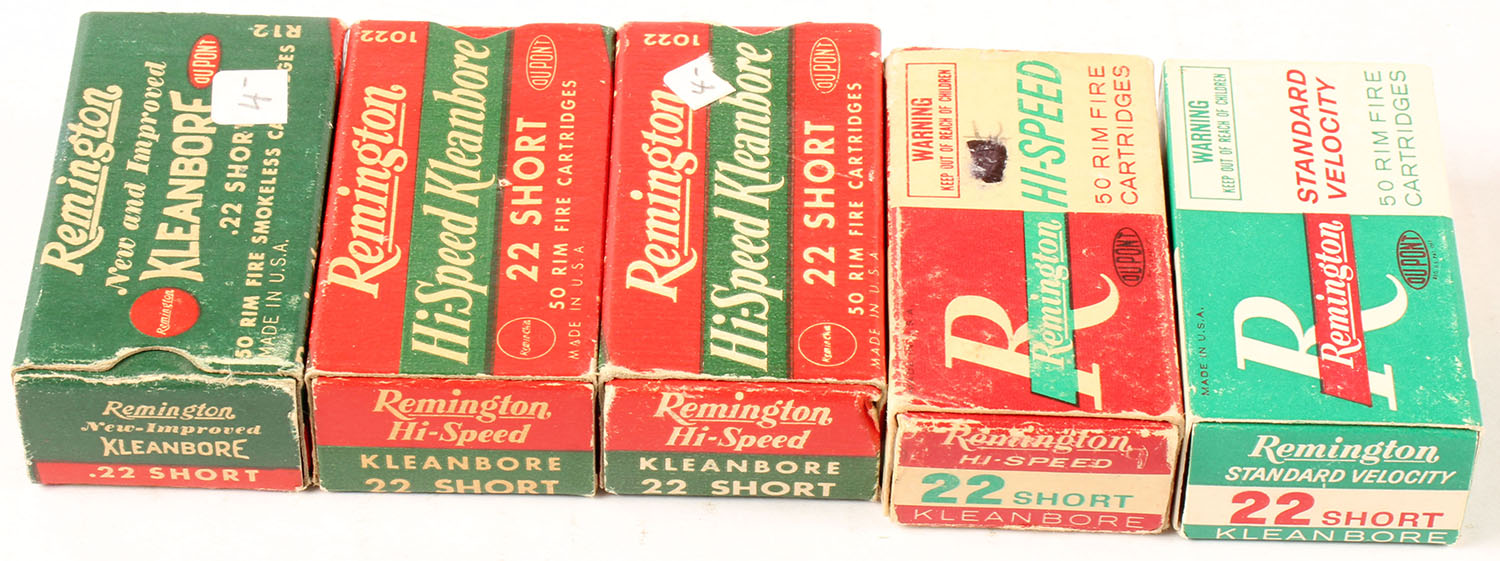 R12
DUPONT
Remington
New and Improved
KLEANBORE
.22 SHORT
50 RIM FIRE SMOKELESS
MADE IN U.S.A.
Remington
4-
Remington
New-Improved
KLEANBORE
.22 SHORT
1022
DUPONT
Remington
Hi-Speed Kleanbore
22 SHORT
50 RIM FIRE CARTRIDGES
MADE IN U.S.A
Remington
Hi-Speed
KLEANBORE
22 SHORT
1022
4-
DUPONT
Remington
Hi-Speed Kleanbore
22 SHORT
50 RIM FIRE CARTRIDGES
MADE IN U.S.A
Remington
Hi-Speed
KLEANBORE
22 SHORT
WARNING
KEEP OUT OF REACH OF CHILDREN
HI-SPEED
50 RIM FIRE
CARTRIDGES
R
Remington
DUPONT
Remington
HI-SPEED
22 SHORT
KLEANBORE
WARNING
KEEP OUT OF REACH OF CHILDREN
STANDARD
VELOCITY
50 RIM FIRE
CARTRIDGES
MADE IN U.S.A.
R
Remington
DUPONT
Remington
STANDARD VELOCITY
22 SHORT
KLEANBORE